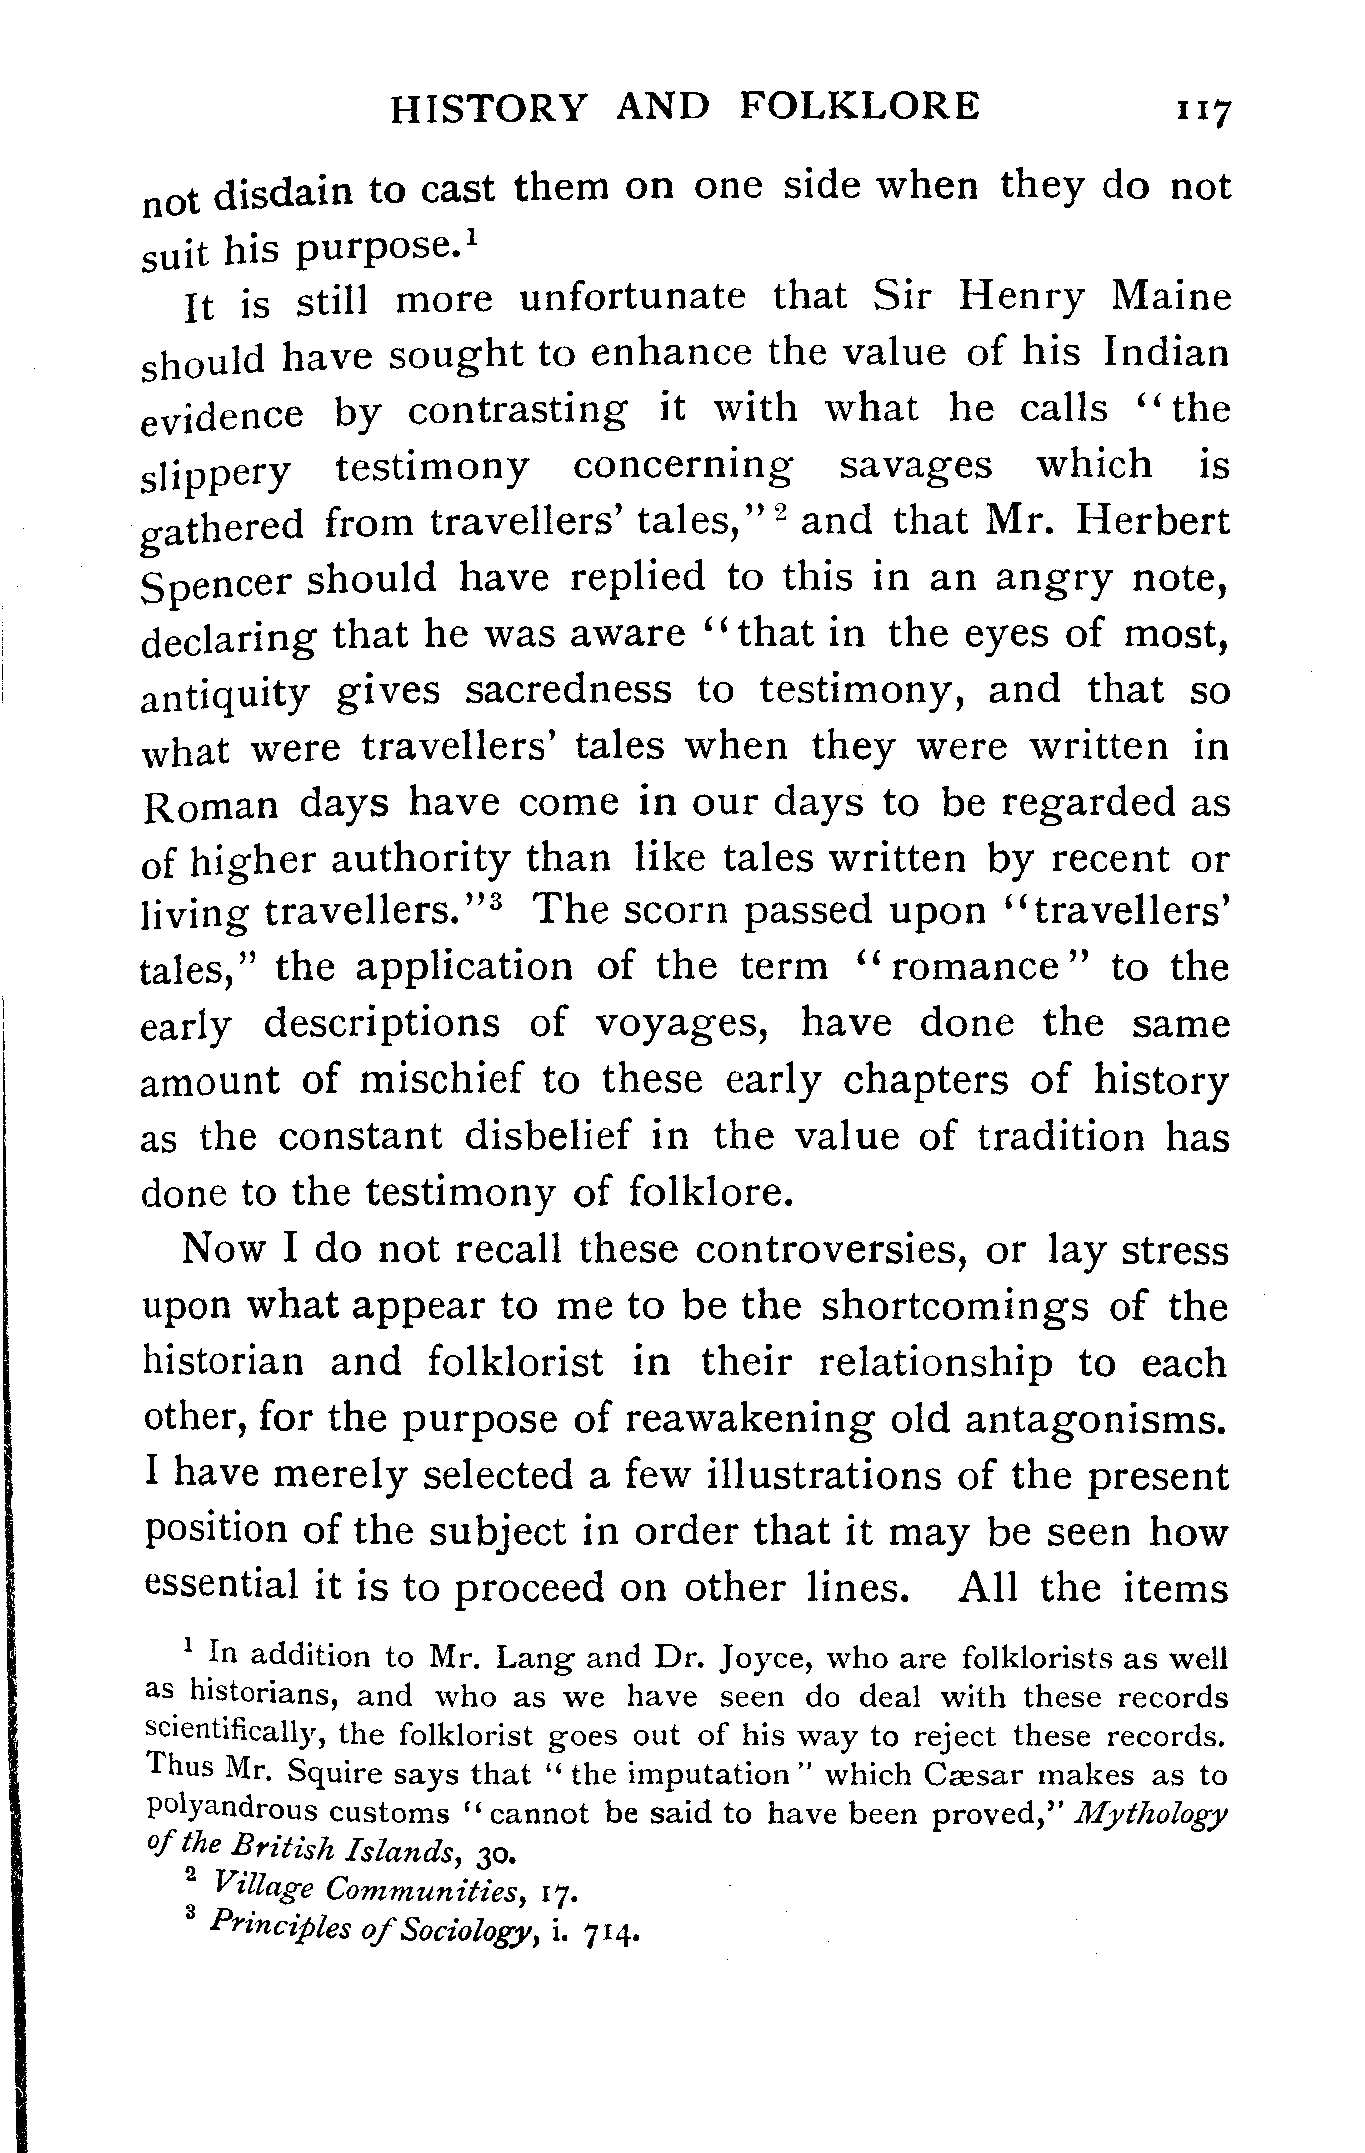 HISTORY AND FOLKLORE 117
not disdain to cast them on one side when they do not
suit his purpose.¹
It is still more unfortunate that Sir Henry Maine
should have sought to enhance the value of his Indian
evidence by contrasting it with what he calls “the
slippery testimony concerning savages which is
gathered from travellers’ tales,”² and that Mr. Herbert
Spencer should have replied to this in an angry note,
declaring that he was aware “that in the eyes of most,
antiquity gives sacredness to testimony, and that so
what were travellers’ tales when they were written in
Roman days have come in our days to be regarded as
of higher authority than like tales written by recent or
living travellers.”³ The scorn passed upon “travellers’
tales,” the application of the term “romance” to the
early descriptions of voyages, have done the same
amount of mischief to these early chapters of history
as the constant disbelief in the value of tradition has
done to the testimony of folklore.
Now I do not recall these controversies, or lay stress
upon what appear to me to be the shortcomings of the
historian and folklorist in their relationship to each
other, for the purpose of reawakening old antagonisms.
I have merely selected a few illustrations of the present
position of the subject in order that it may be seen how
essential it is to proceed on other lines. All the items
¹ In addition to Mr. Lang and Dr. Joyce, who are folklorists as well
as historians, and who as we have seen do deal with these records
scientifically, the folklorist goes out of his way to reject these records.
Thus Mr. Squire says that “the imputation” which Cæsar makes as to
polyandrous customs “cannot be said to have been proved,” Mythology
of the British Islands, 30.
² Village Communities, 17.
³ Principles of Sociology, i. 714.